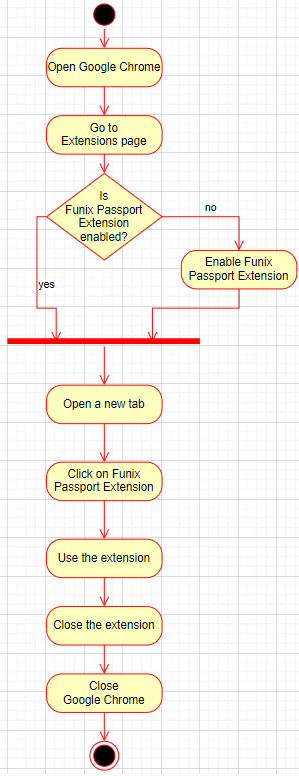 Open Google Chrome
Go to
Extensions page
Is
Funix Passport
Extension
enabled?
no
Enable Funix
Passport Extension
yes
Open a new tab
Click on Funix
Passport Extension
Use the extension
Close the extension
Close
Google Chrome